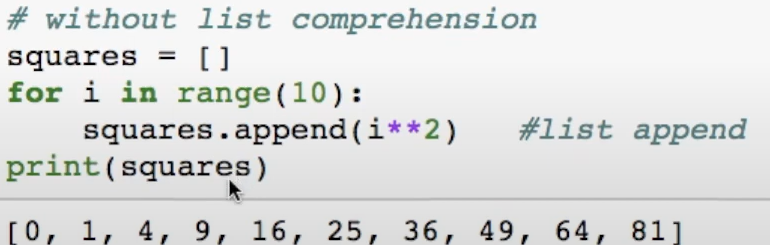 # without list comprehension
squares = []
for i in range(10):
    squares.append(i**2)   #list append
print(squares)
[0, 1, 4, 9, 16, 25, 36, 49, 64, 81]